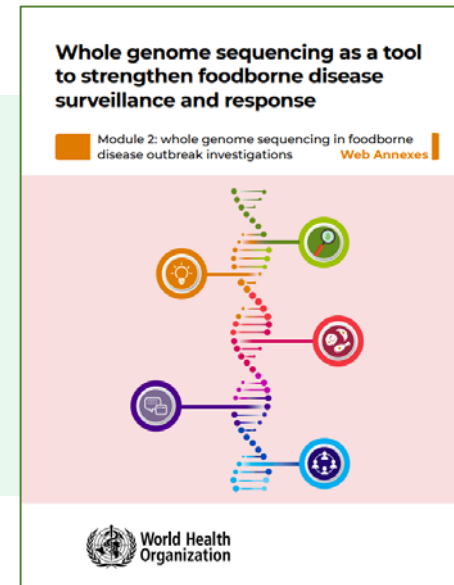 Whole genome sequencing as a tool
to strengthen foodborne disease
surveillance and response
Module 2: whole genome sequencing in foodborne
disease outbreak investigations Web Annexes
World Health
Organization